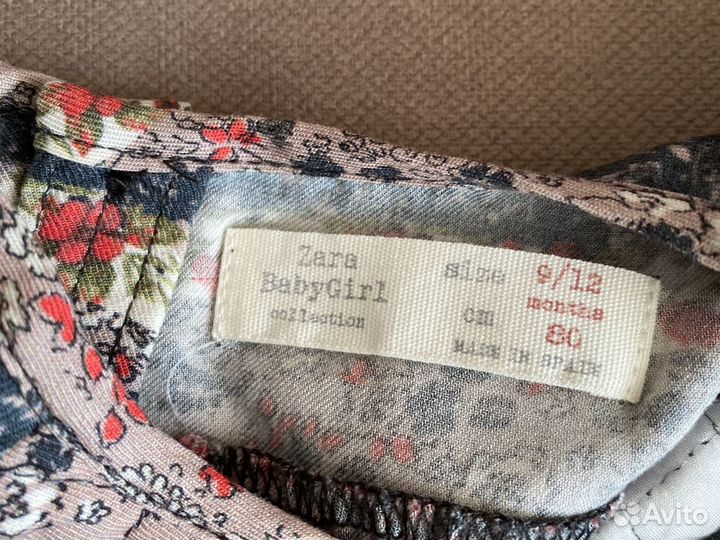 Zara
BabyGirl
collection
size 9/12
months
cm 80
MADE IN SPAIN
Avito